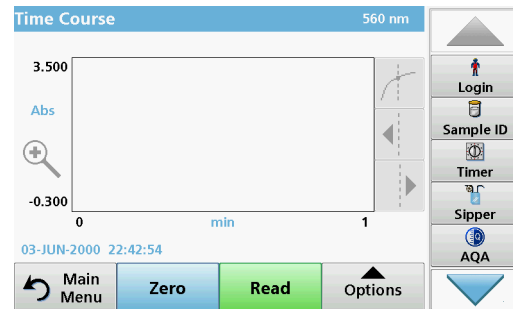 Time Course 560 nm
3.500
Abs
-0.300
0 min 1
03-JUN-2000 22:42:54
Main Menu
Zero
Read
Options
Login
Sample ID
Timer
Sipper
AQA